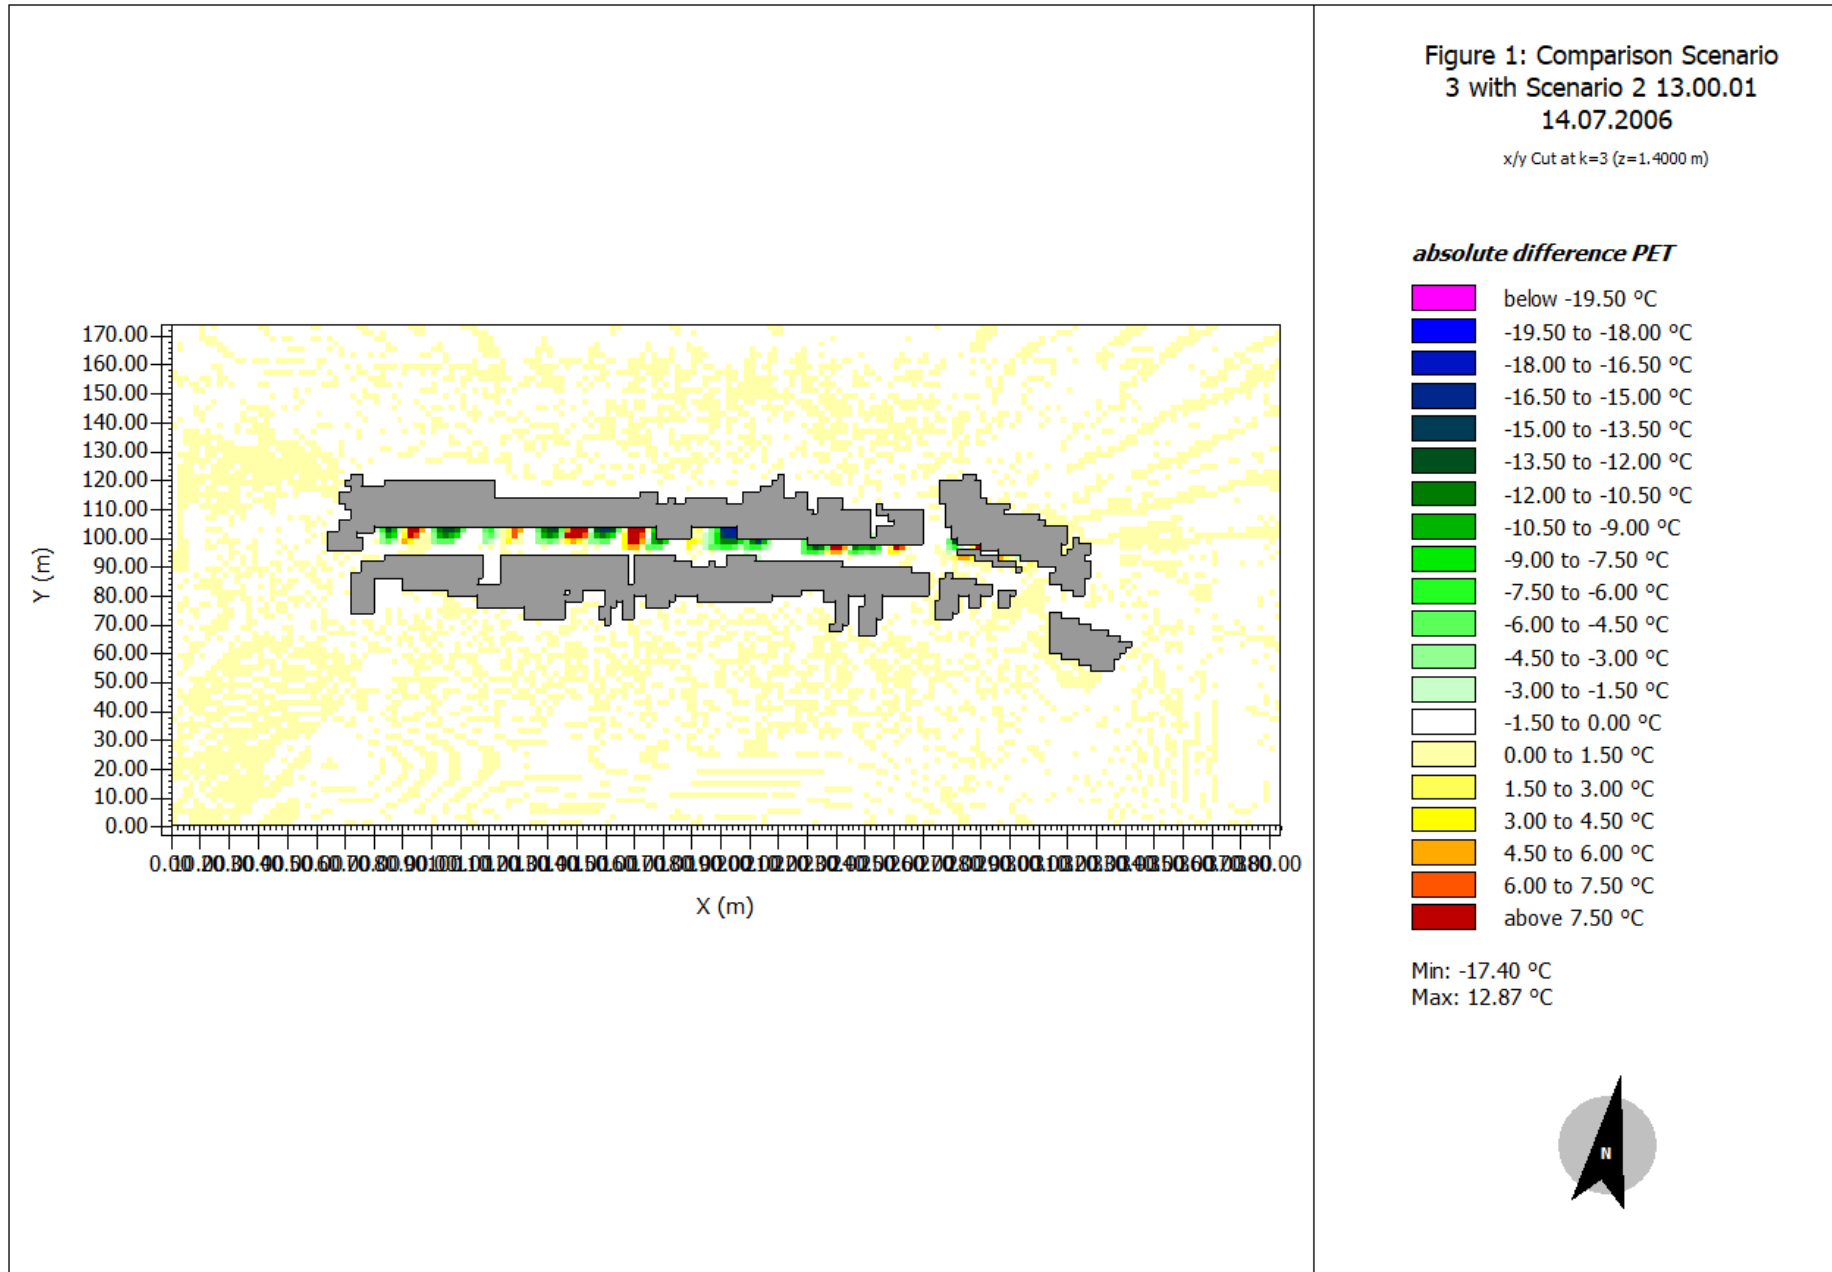 Figure 1: Comparison Scenario
3 with Scenario 2 13.00.01
14.07.2006
x/y Cut at k=3 (z=1.4000 m)
absolute difference PET
below -19.50 °C
-19.50 to -18.00 °C
-18.00 to -16.50 °C
-16.50 to -15.00 °C
-15.00 to -13.50 °C
-13.50 to -12.00 °C
-12.00 to -10.50 °C
-10.50 to -9.00 °C
-9.00 to -7.50 °C
-7.50 to -6.00 °C
-6.00 to -4.50 °C
-4.50 to -3.00 °C
-3.00 to -1.50 °C
-1.50 to 0.00 °C
0.00 to 1.50 °C
1.50 to 3.00 °C
3.00 to 4.50 °C
4.50 to 6.00 °C
6.00 to 7.50 °C
above 7.50 °C
Min: -17.40 °C
Max: 12.87 °C
N
170.00
160.00
150.00
140.00
130.00
120.00
110.00
100.00
90.00
80.00
70.00
60.00
50.00
40.00
30.00
20.00
10.00
0.00
Y (m)
X (m)